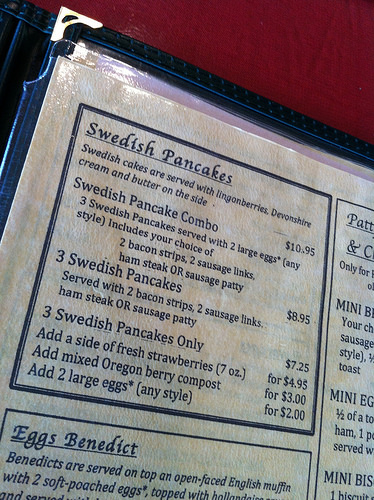 Swedish Pancakes
Swedish cakes are served with lingonberries, Devonshire
cream and butter on the side
Swedish Pancake Combo $10.95
3 Swedish Pancakes served with 2 large eggs* (any
style) Includes your choice of
2 bacon strips, 2 sausage links,
ham steak OR sausage patty
3 Swedish Pancakes $8.95
Served with 2 bacon strips, 2 sausage links,
ham steak OR sausage patty
3 Swedish Pancakes Only $7.25
Add a side of fresh strawberries (7 oz.) for $4.95
Add mixed Oregon berry compost for $3.00
Add 2 large eggs* (any style) for $2.00
Eggs Benedict
Benedicts are served on top an open-faced English muffin
with 2 soft-poached eggs*, topped with
and served
Patt
&
Only for
MINI
Your ch
sausage
style), ½
toast
MINI EG
½ of a to
ham, 1 p
served w
MINI BIS
1 biscuit